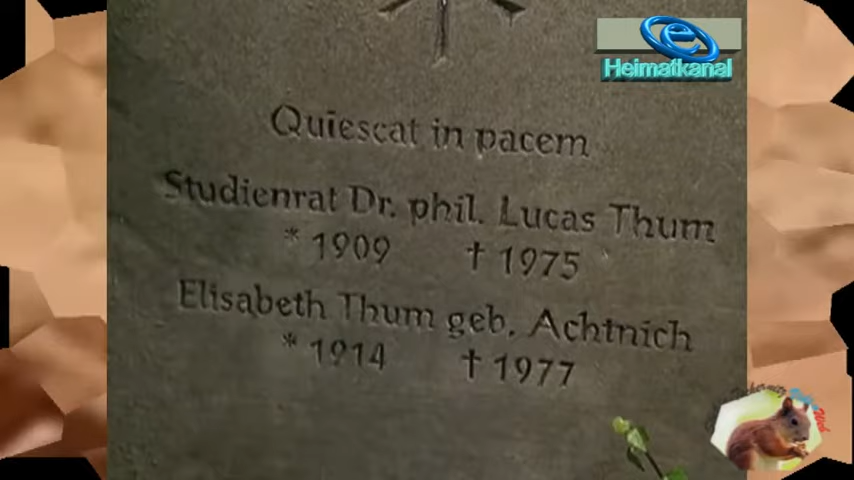 e
Heimatkanal
Quiescat in pacem
Studienrat Dr. phil. Lucas Thum
* 1909 † 1975
Elisabeth Thum geb. Achtnich
* 1914 † 1977